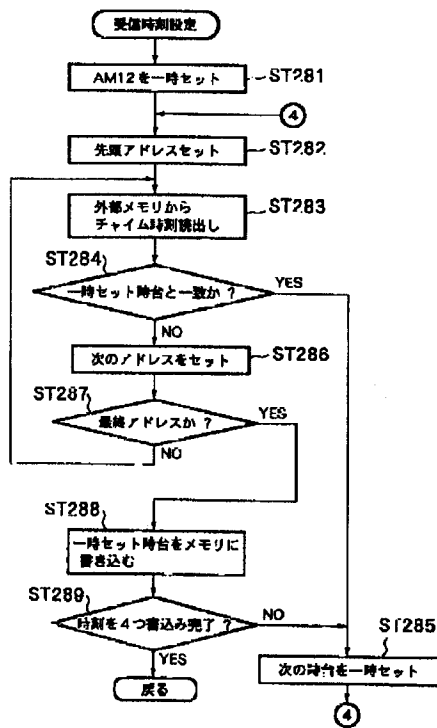 受信時刻設定
AM12を一時セット
ST281
④
先頭アドレスセット
ST282
外部メモリから
チャイム時刻読出し
ST283
ST284
一時セット時台と一致か ?
YES
NO
次のアドレスをセット
ST286
ST287
最終アドレスか ?
YES
NO
ST288
一時セット時台をメモリに
書き込む
ST289
時刻を4つ書込み完了 ?
NO
YES
戻る
ST285
次の時台を一時セット
④